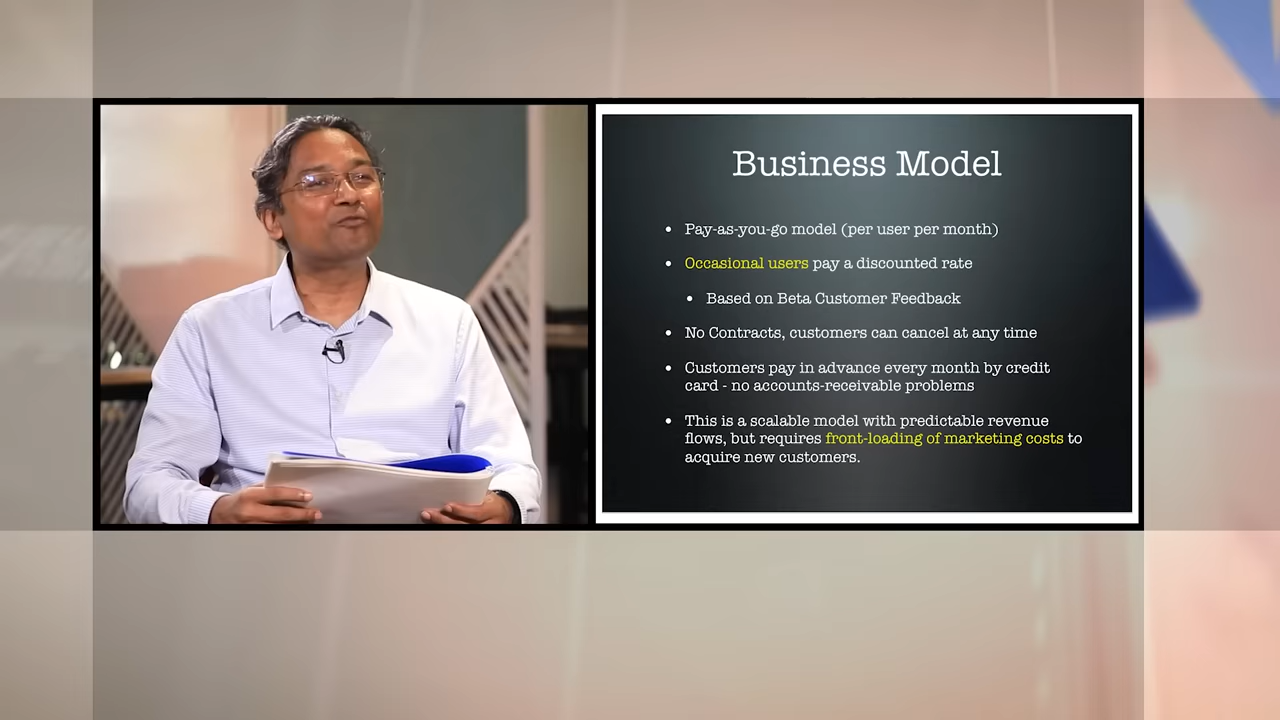 Business Model
• Pay-as-you-go model (per user per month)
• Occasional users pay a discounted rate
• Based on Beta Customer Feedback
• No Contracts, customers can cancel at any time
• Customers pay in advance every month by credit
card - no accounts-receivable problems
• This is a scalable model with predictable revenue
flows, but requires front-loading of marketing costs to
acquire new customers.